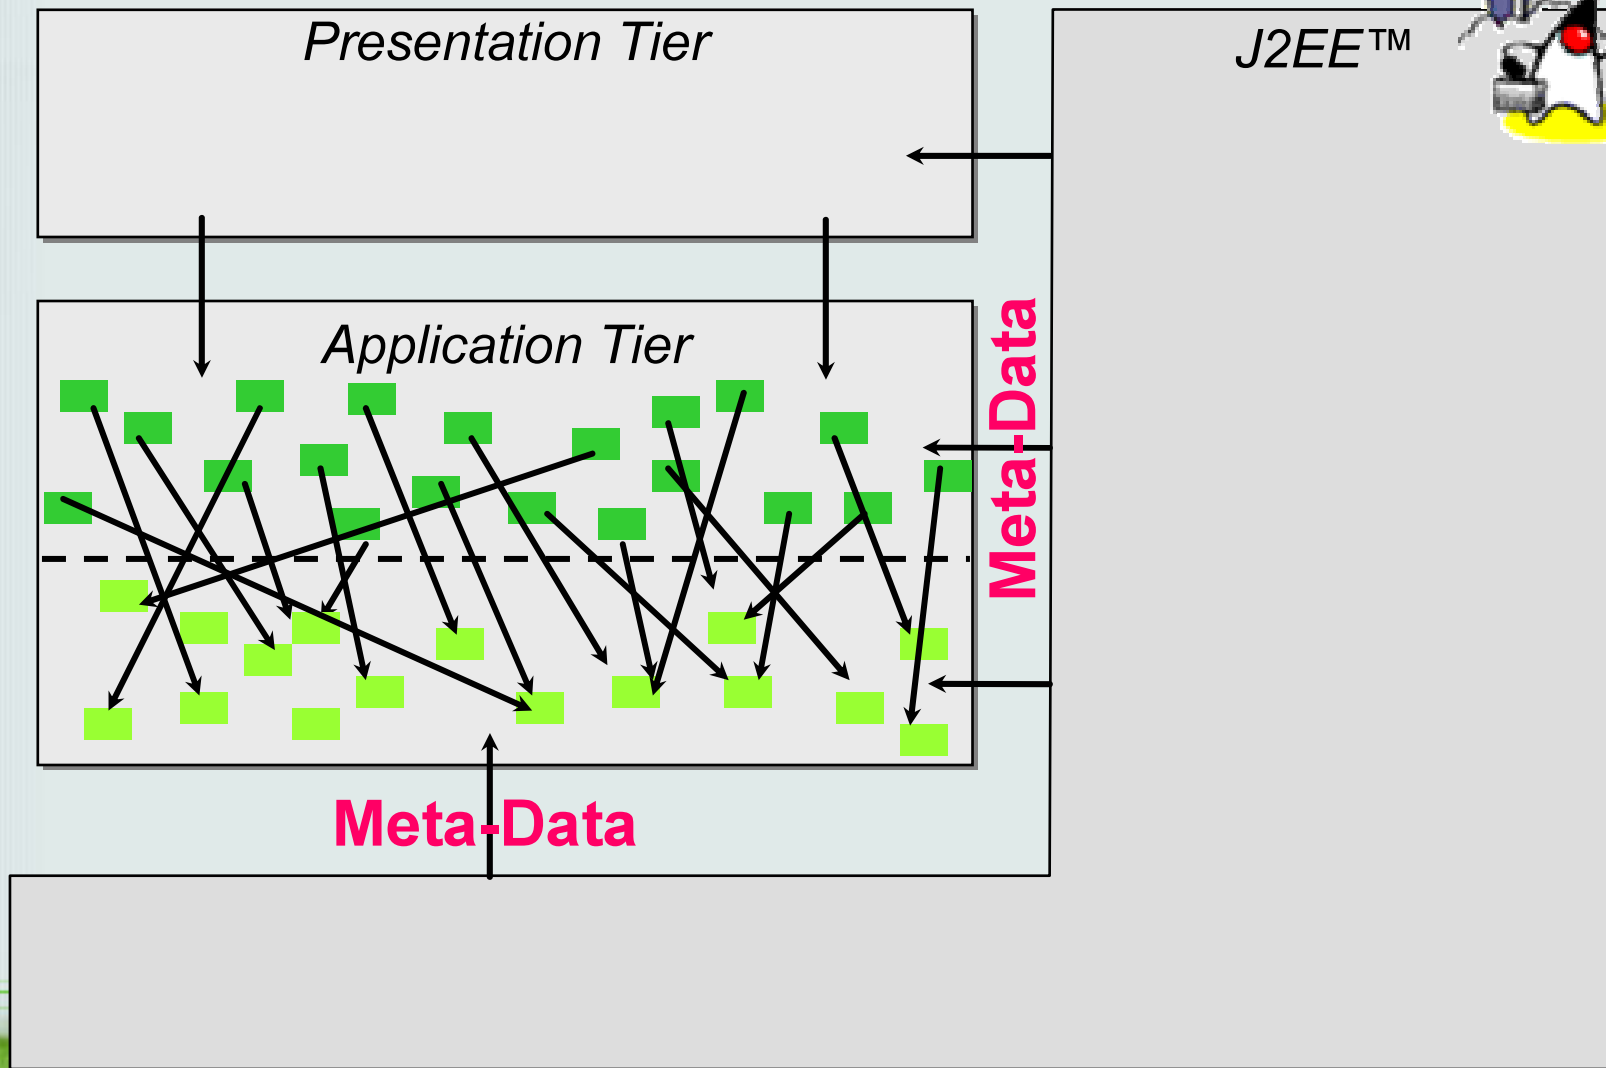 Presentation Tier
J2EE™
Application Tier
Meta-Data
Meta-Data